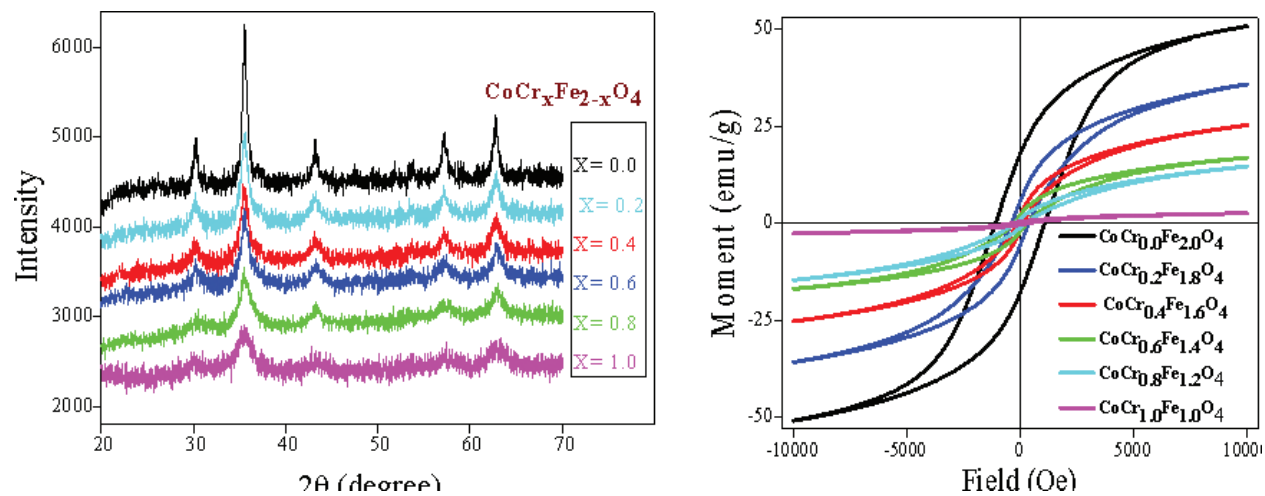 6000
5000
4000
3000
2000
Intensity
CoCrxFe2-xO4
X= 0.0
X= 0.2
X= 0.4
X= 0.6
X= 0.8
X= 1.0
20 30 40 50 60 70
2θ (degree)
50
25
0
-25
-50
Moment (emu/g)
CoCr0.0Fe2.0O4
CoCr0.2Fe1.8O4
CoCr0.4Fe1.6O4
CoCr0.6Fe1.4O4
CoCr0.8Fe1.2O4
CoCr1.0Fe1.0O4
-10000 -5000 0 5000 10000
Field (Oe)